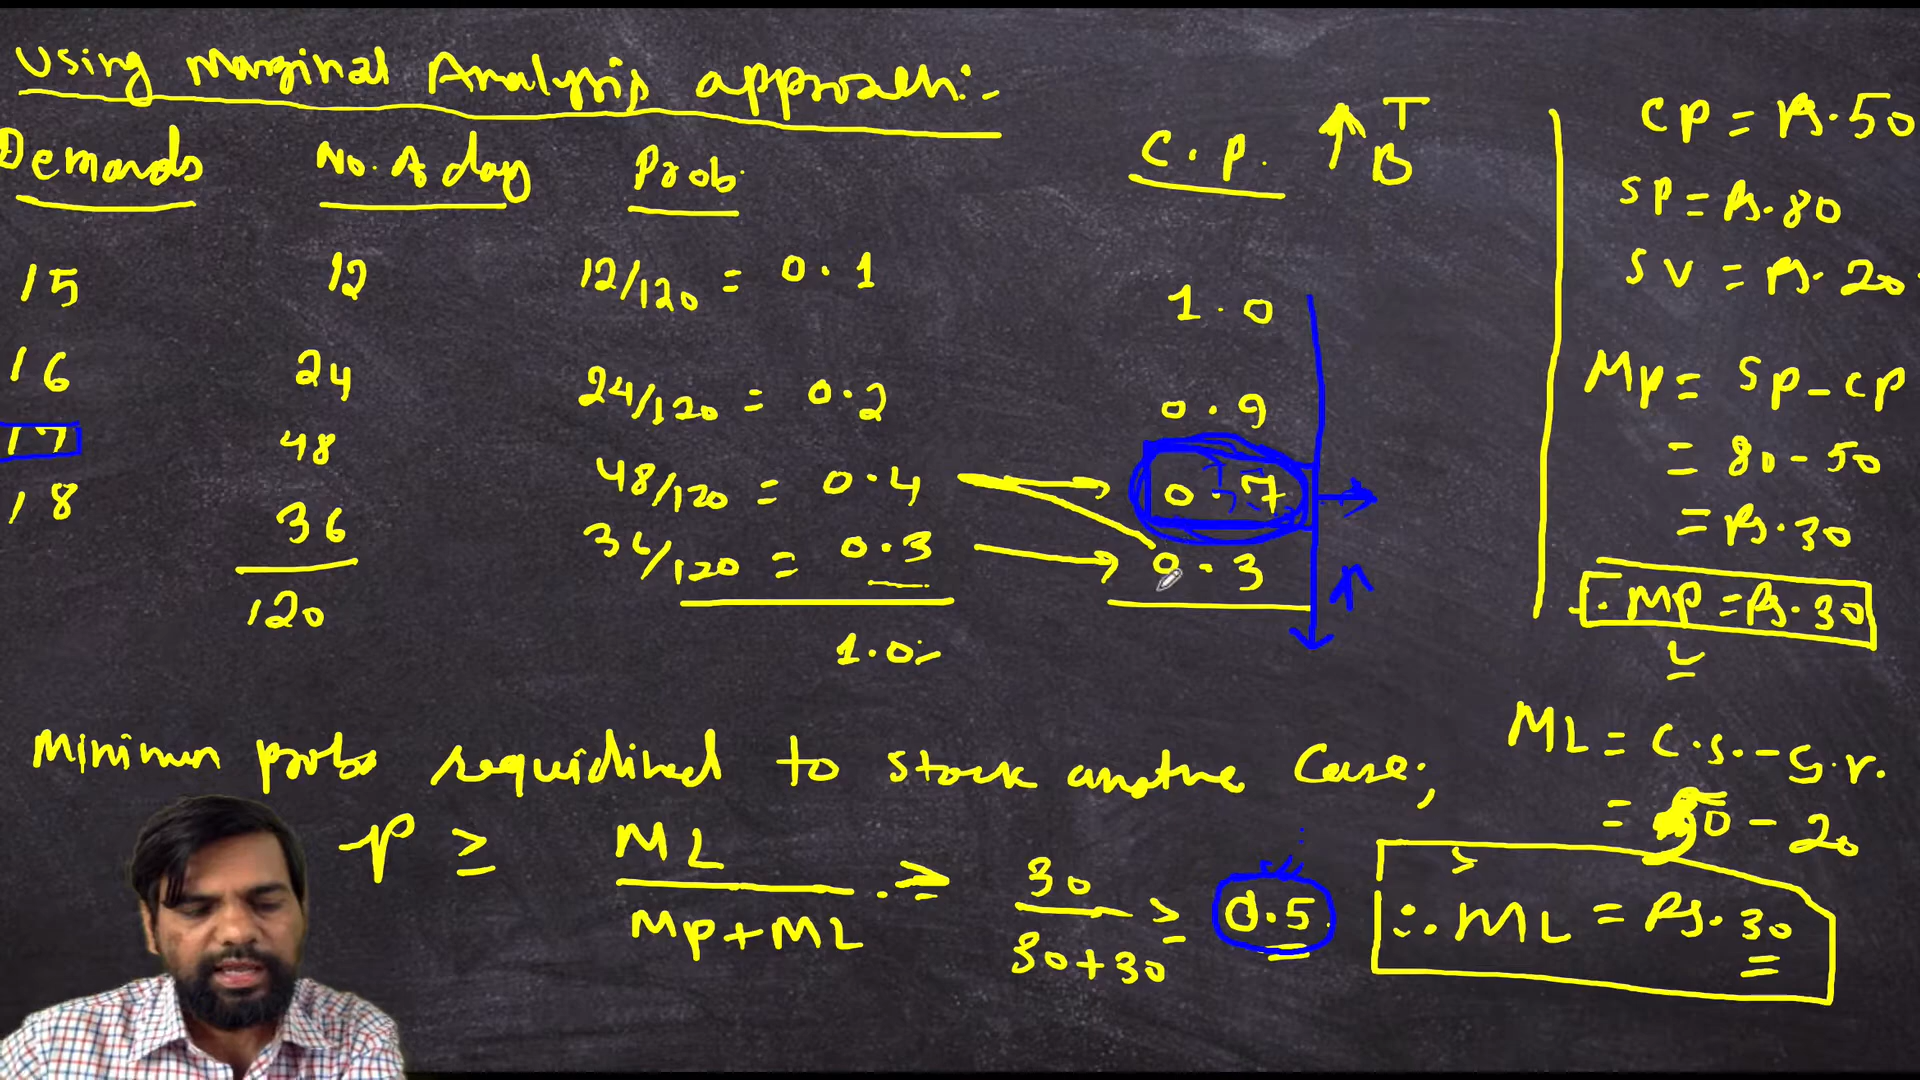 Using Marginal Analysis approach:-
Demands No. of day Prob. C.P. ↑ T B
15 12 12/120 = 0.1 1.0
16 24 24/120 = 0.2 0.9
17 48 48/120 = 0.4 0.7
18 36 36/120 = 0.3 0.3
120 1.0
CP = Rs.50
SP = Rs.80
SV = Rs.20
MP = SP-CP
= 80-50
= Rs.30
∴ MP = Rs.30
ML = C.S. - S.V.
= 50 - 20
∴ ML = Rs.30
Minimum probs requidired to stock another Case;
P ≥ ML / MP+ML ≥ 30 / 30+30 ≥ 0.5